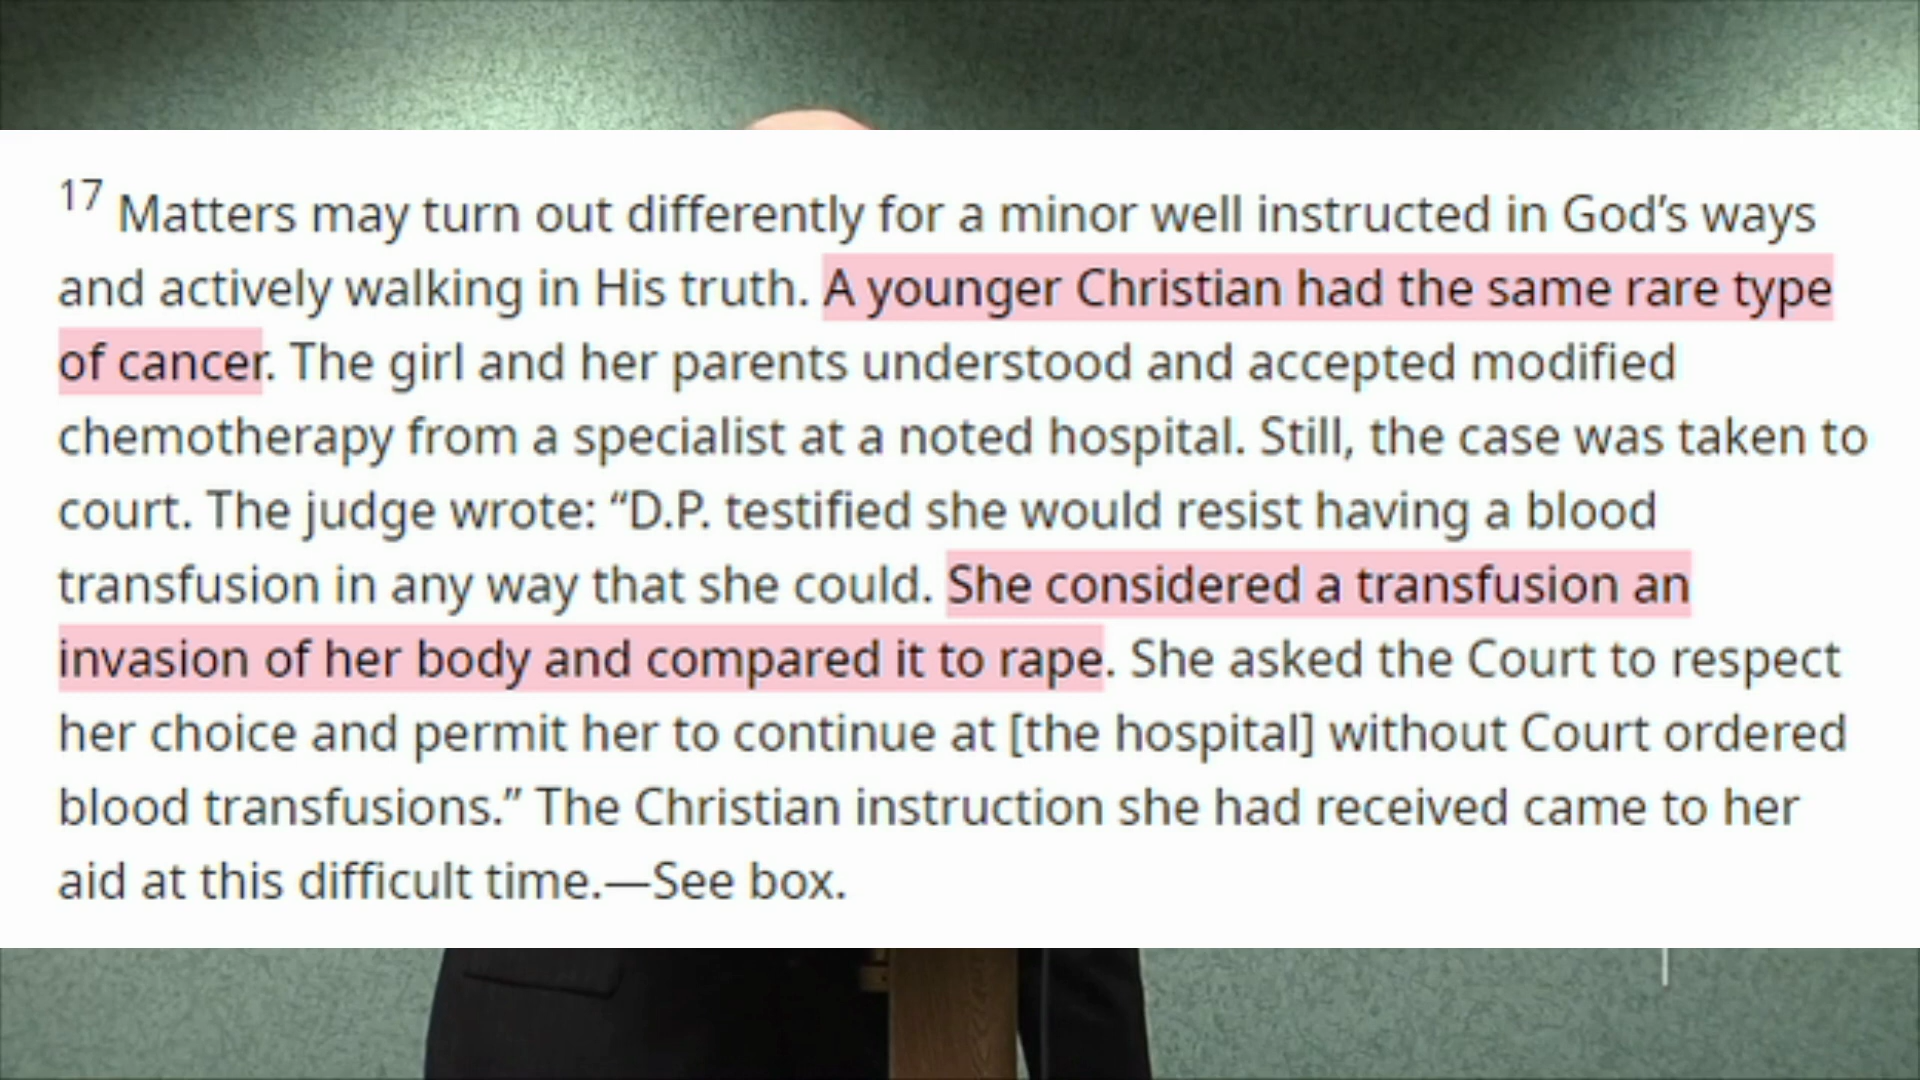 17 Matters may turn out differently for a minor well instructed in God’s ways
and actively walking in His truth. A younger Christian had the same rare type
of cancer. The girl and her parents understood and accepted modified
chemotherapy from a specialist at a noted hospital. Still, the case was taken to
court. The judge wrote: “D.P. testified she would resist having a blood
transfusion in any way that she could. She considered a transfusion an
invasion of her body and compared it to rape. She asked the Court to respect
her choice and permit her to continue at [the hospital] without Court ordered
blood transfusions.” The Christian instruction she had received came to her
aid at this difficult time.—See box.